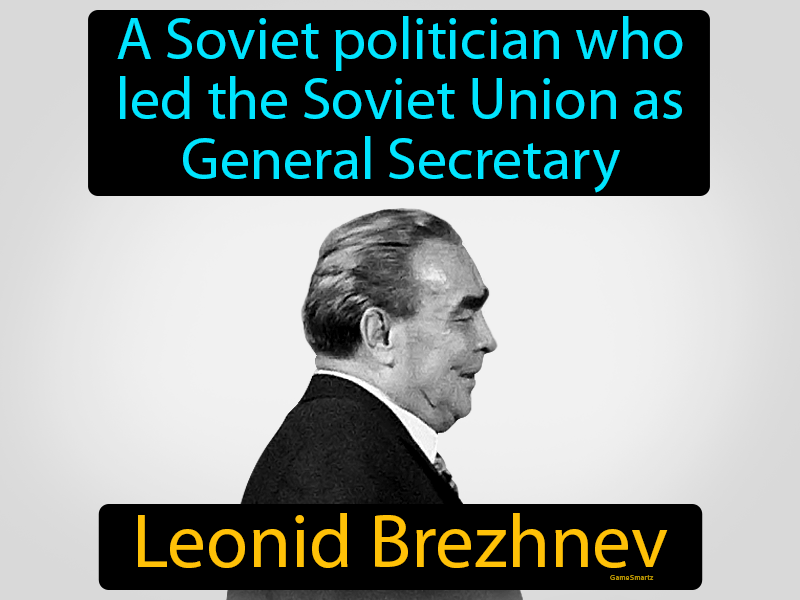 A Soviet politician who
led the Soviet Union as
General Secretary
Leonid Brezhnev
GameSmartz